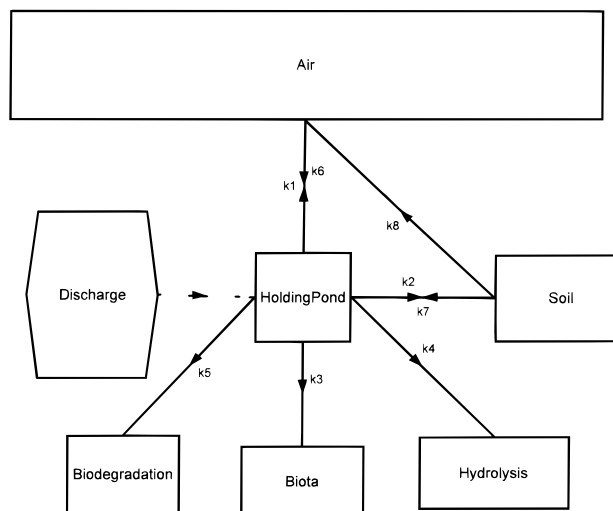 Air
k6
k1
k8
Discharge
HoldingPond
k2
k7
Soil
k5
k3
k4
Biodegradation
Biota
Hydrolysis